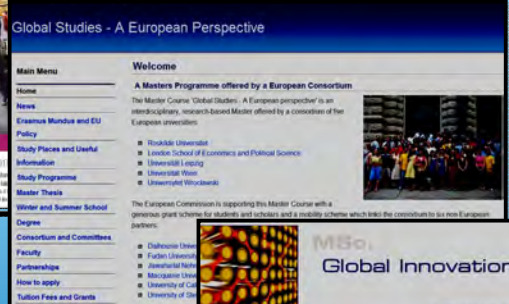 Global Studies - A European Perspective
Main Menu
Home
News
Erasmus Mundus and EU
Policy
Study Places and Useful
Information
Study Programme
Master Thesis
Winter and Summer School
Degree
Consortium and Committees
Faculty
Partnerships
How to apply
Tuition Fees and Grants
Welcome
A Masters Programme offered by a European Consortium
The Master Course 'Global Studies - A European perspective' is an
interdisciplinary, research-based Master offered by a consortium of five
European universities:
Roskilde Universitet
London School of Economics and Political Science
Universität Leipzig
Universität Wien
Uniwersytet Wrocławski
The European Commission is supporting this Master Course with a
generous grant scheme for students and scholars and a mobility scheme which links the consortium to six non European
partners:
Dalhousie
Fudan University
Jawaharlal
Macquarie
University of
University of
MSc.
Global Innovation